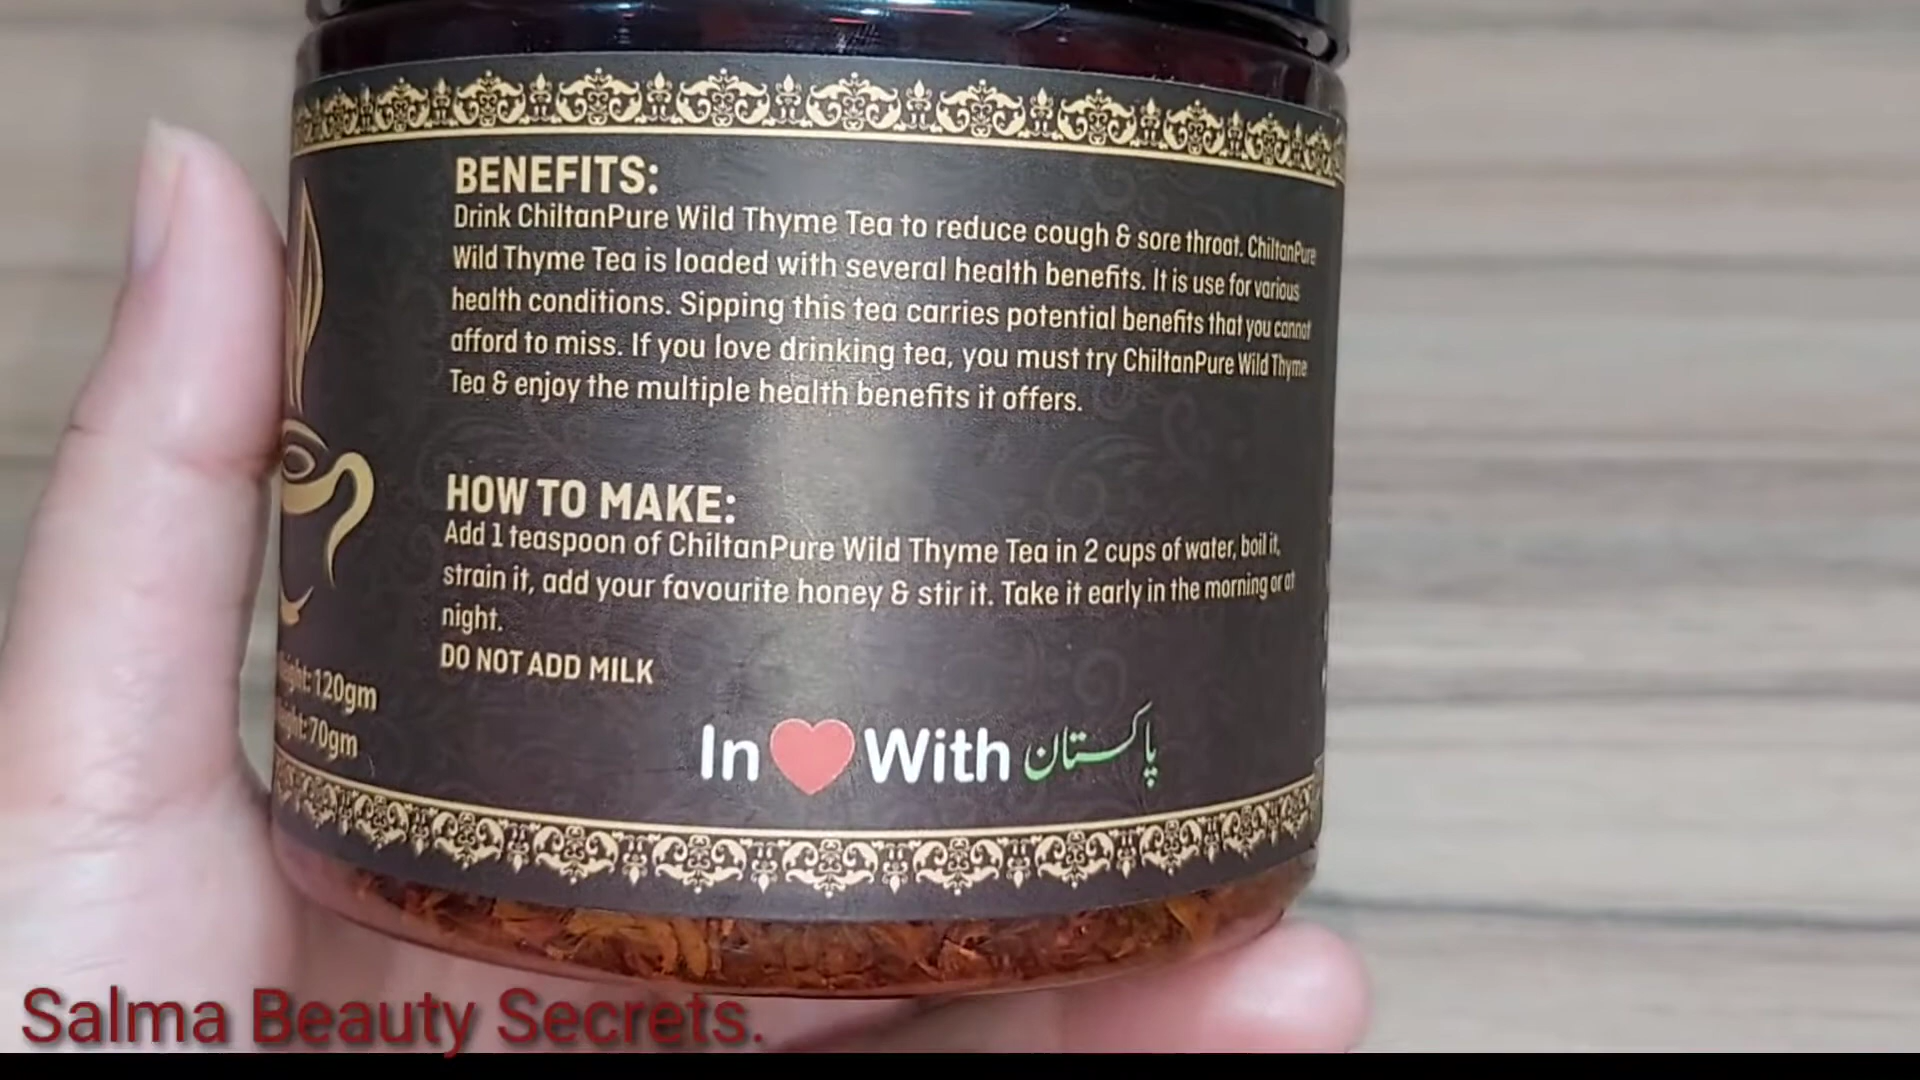 BENEFITS:
Drink ChiltanPure Wild Thyme Tea to reduce cough & sore throat. ChiltanPure
Wild Thyme Tea is loaded with several health benefits. It is use for various
health conditions. Sipping this tea carries potential benefits that you cannot
afford to miss. If you love drinking tea, you must try ChiltanPure Wild Thyme
Tea & enjoy the multiple health benefits it offers.
HOW TO MAKE:
Add 1 teaspoon of ChiltanPure Wild Thyme Tea in 2 cups of water, boil it,
strain it, add your favourite honey & stir it. Take it early in the morning or at
night.
DO NOT ADD MILK
120gm
70gm
In With پاکستان
Salma Beauty Secrets.